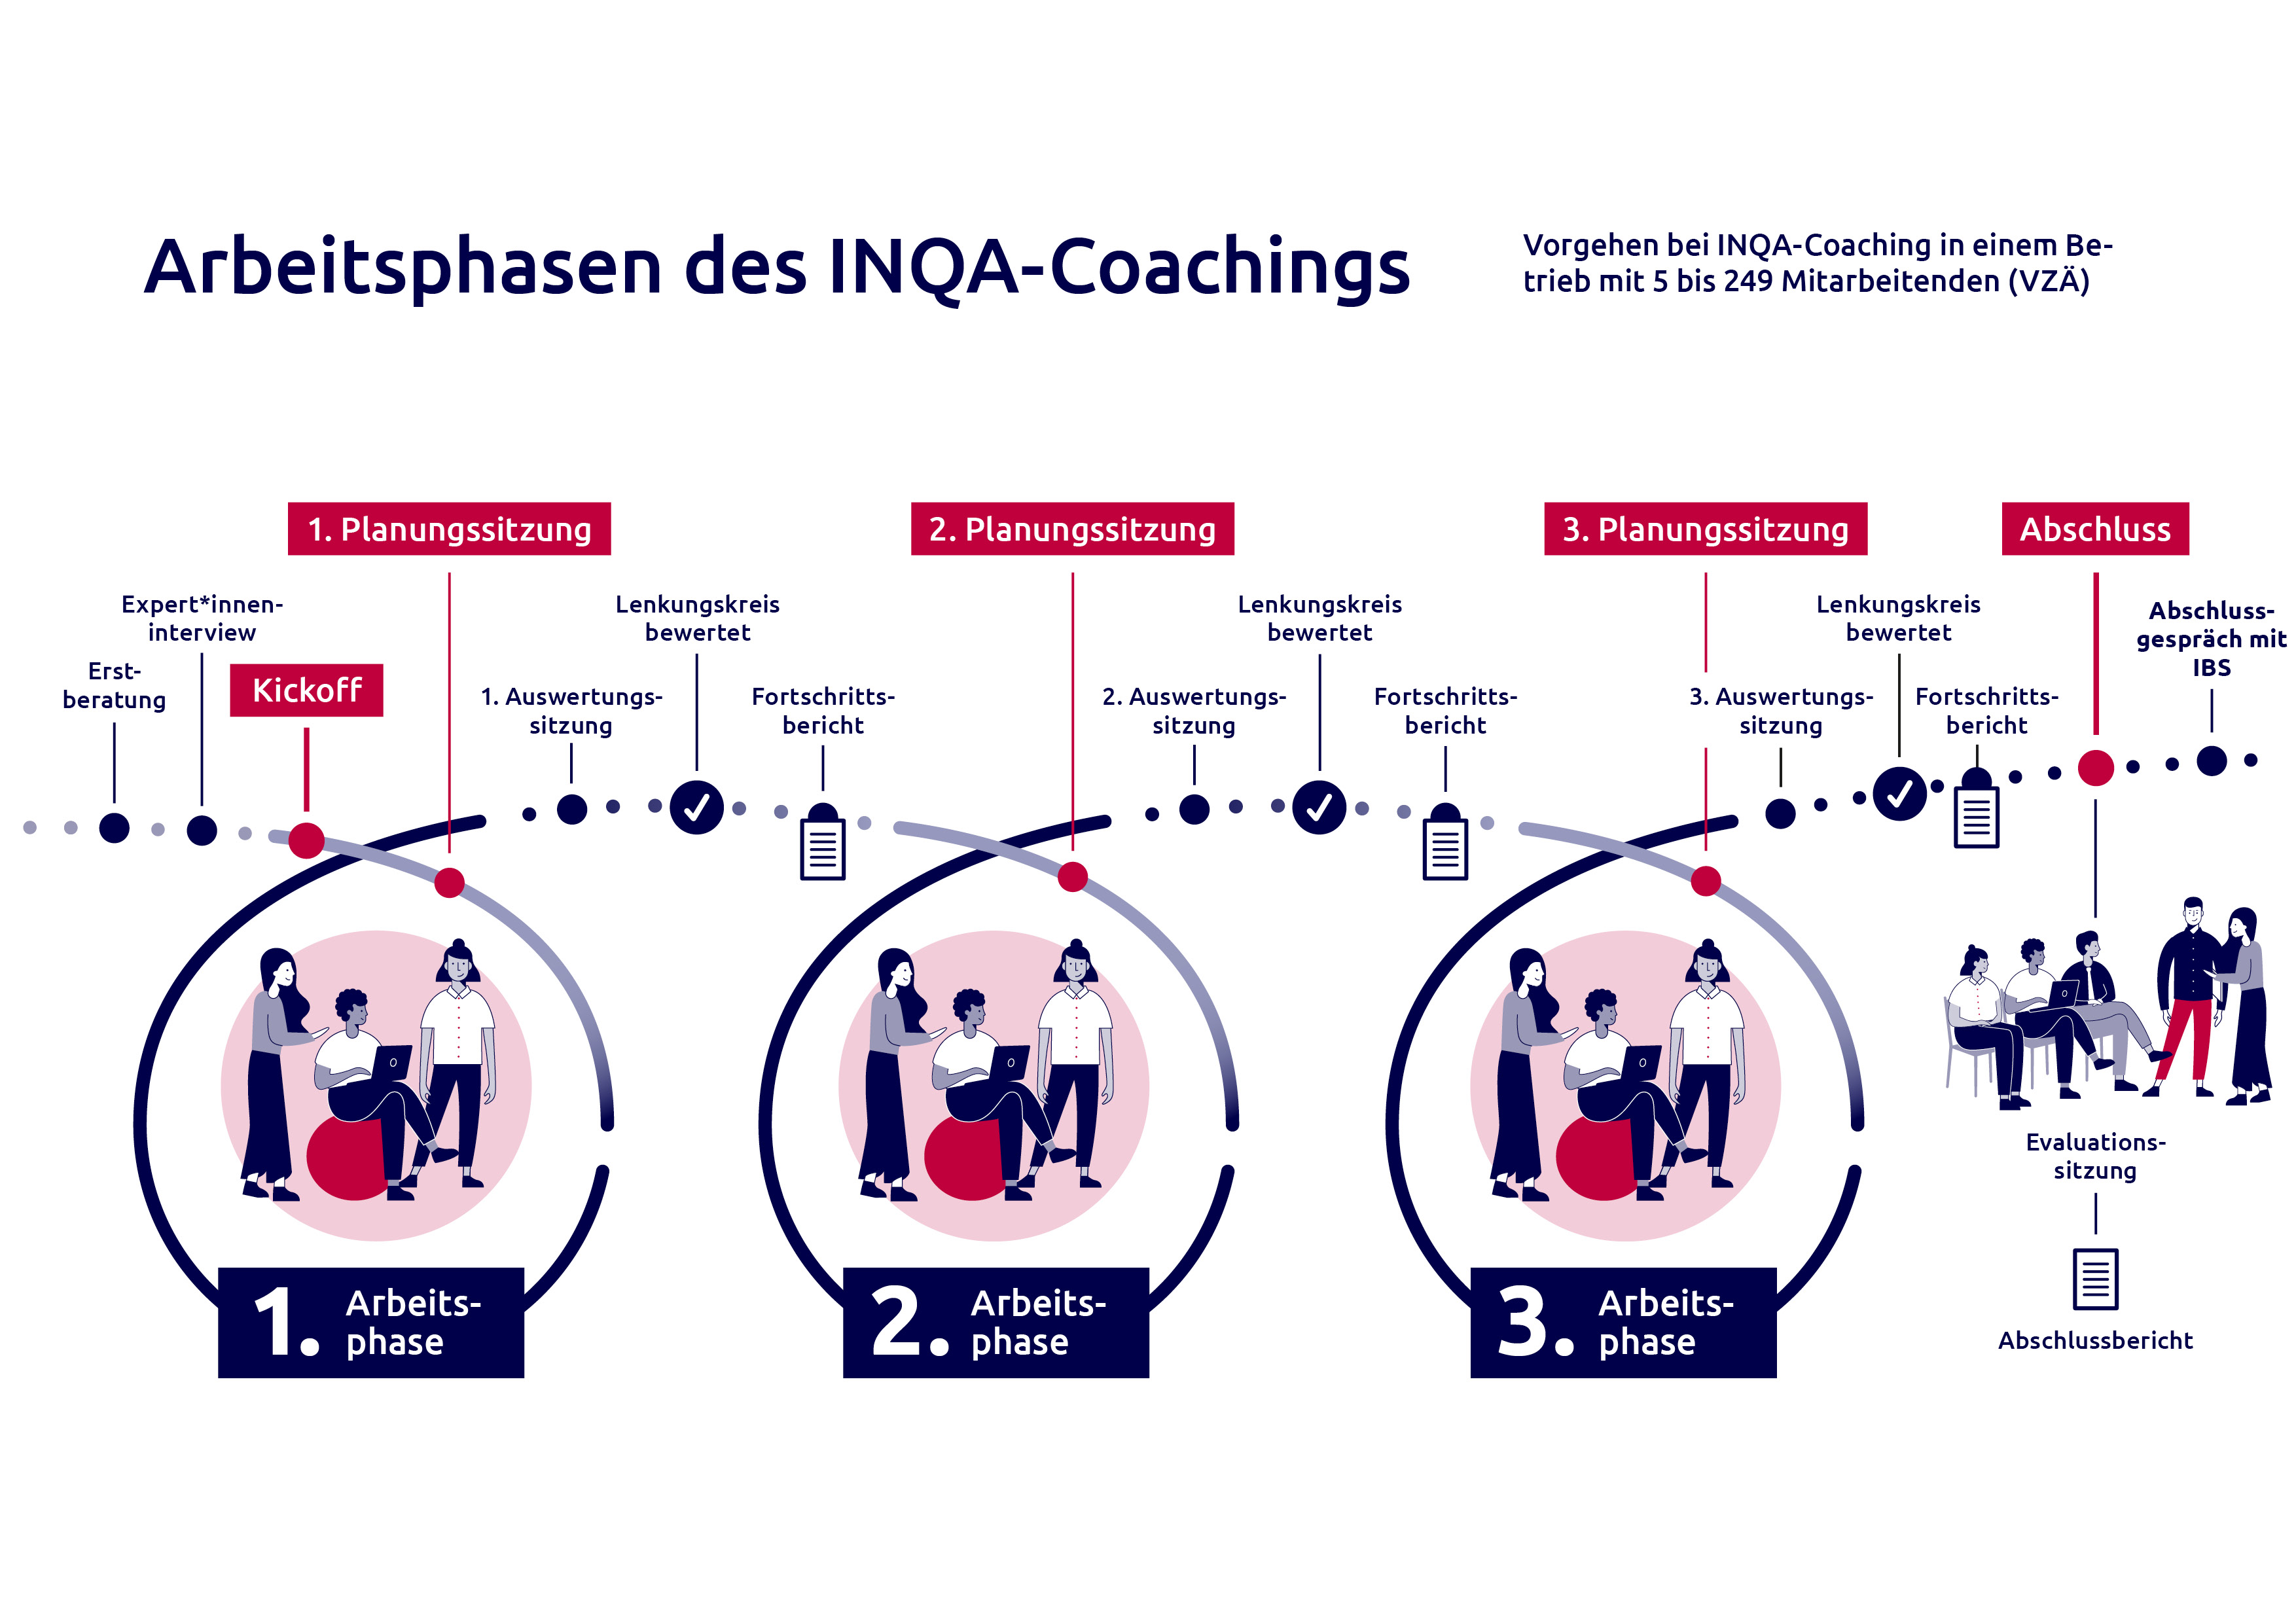 Arbeitsphasen des INQA-Coachings
Vorgehen bei INQA-Coaching in einem Be-
trieb mit 5 bis 249 Mitarbeitenden (VZÄ)
Erst-
beratung
Expert*innen-
interview
Kickoff
1. Planungssitzung
1. Auswertungs-
sitzung
Lenkungskreis
bewertet
Fortschritts-
bericht
2. Planungssitzung
2. Auswertungs-
sitzung
Lenkungskreis
bewertet
Fortschritts-
bericht
3. Planungssitzung
3. Auswertungs-
sitzung
Lenkungskreis
bewertet
Fortschritts-
bericht
Abschluss
Abschluss-
gespräch mit
IBS
1.
Arbeits-
phase
2.
Arbeits-
phase
3.
Arbeits-
phase
Evaluations-
sitzung
Abschlussbericht